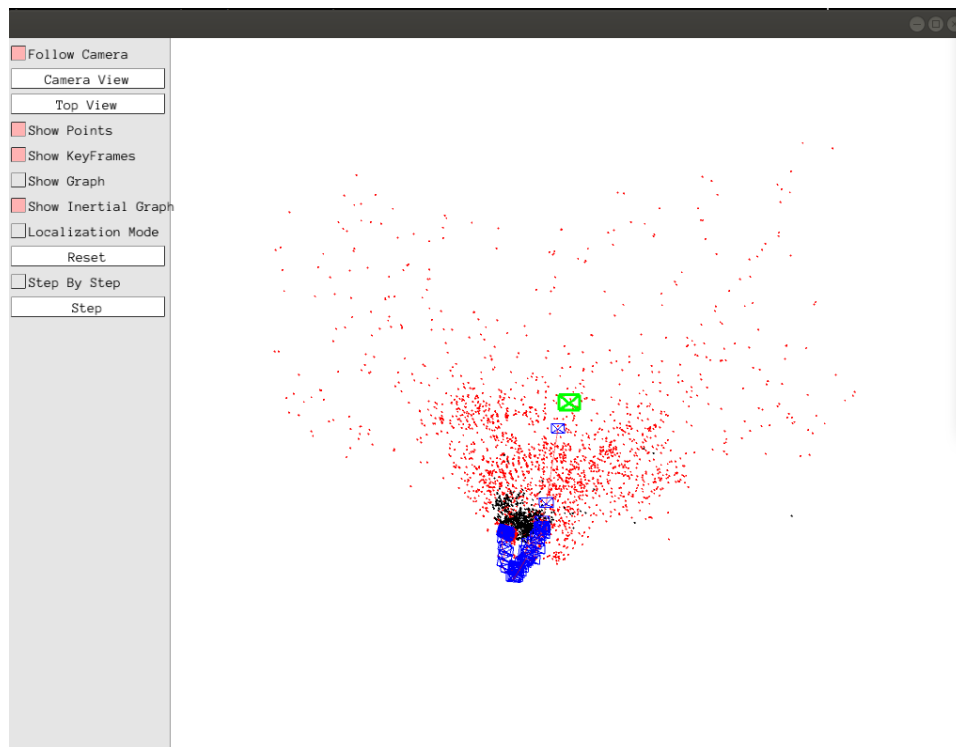 Follow Camera
Camera View
Top View
Show Points
Show KeyFrames
Show Graph
Show Inertial Graph
Localization Mode
Reset
Step By Step
Step